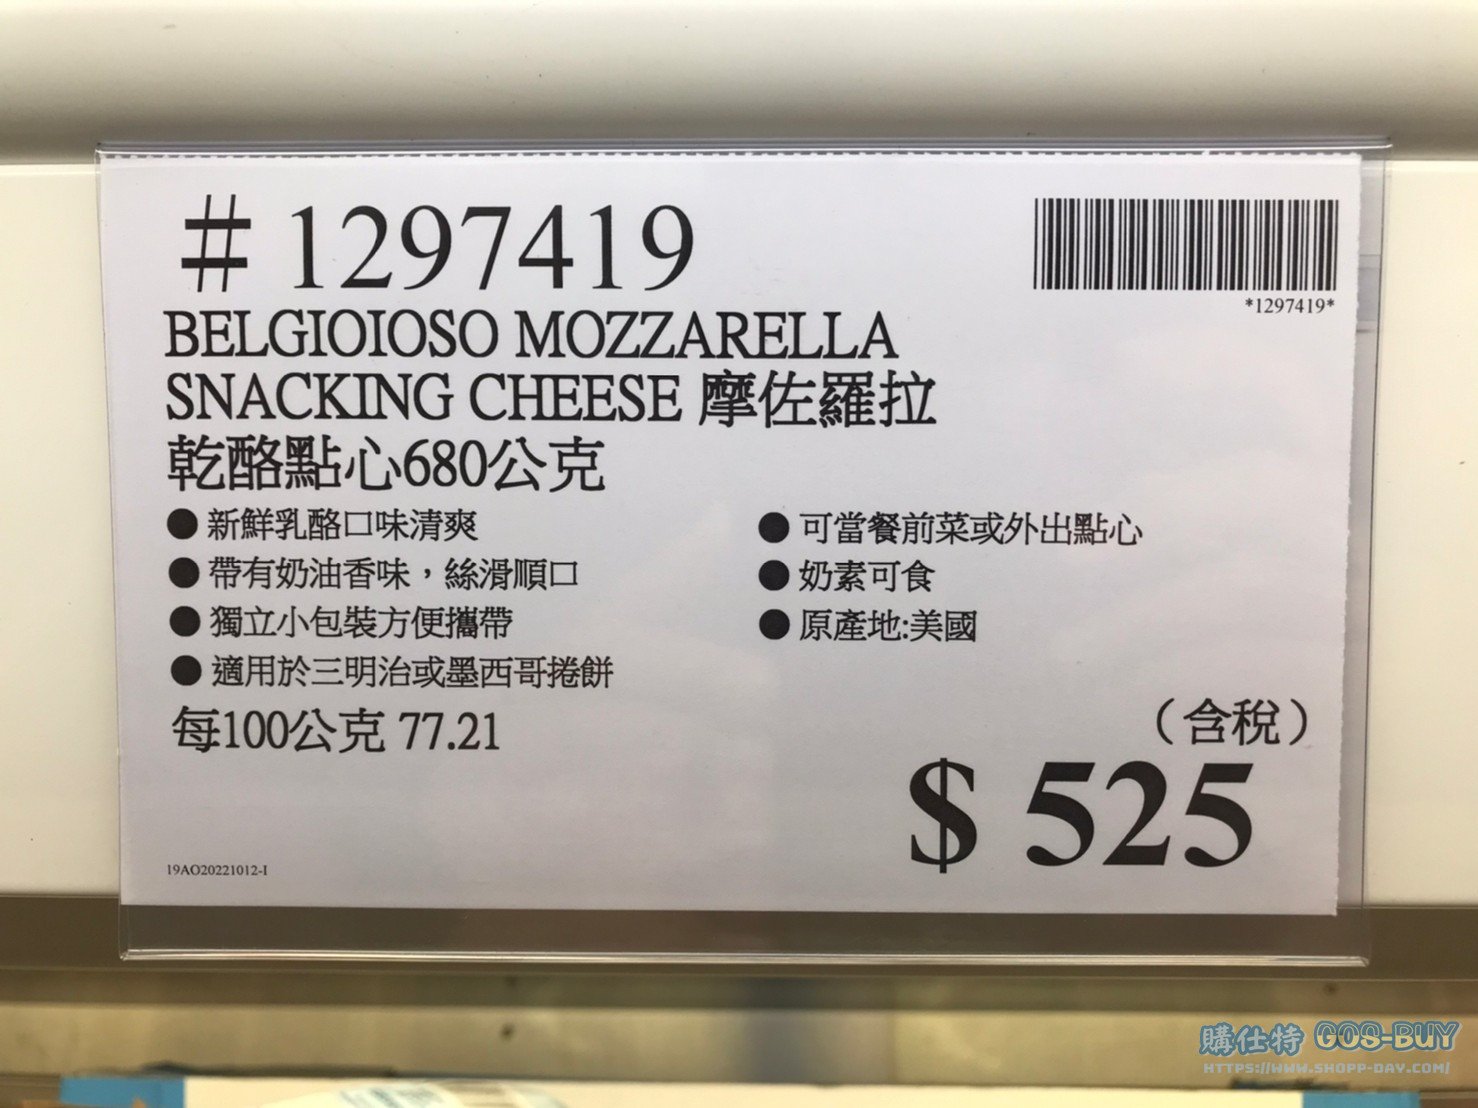 # 1297419
*1297419*
BELGIOIOSO MOZZARELLA
SNACKING CHEESE 摩佐羅拉
乾酪點心680公克
● 新鮮乳酪口味清爽
● 帶有奶油香味，絲滑順口
● 獨立小包裝方便攜帶
● 適用於三明治或墨西哥捲餅
● 可當餐前菜或外出點心
● 奶素可食
● 原產地:美國
每100公克 77.21
（含稅）
$ 525
19AO20221012-I
購仕特 GOS-BUY
HTTPS://WWW.SHOPP-DAY.COM/